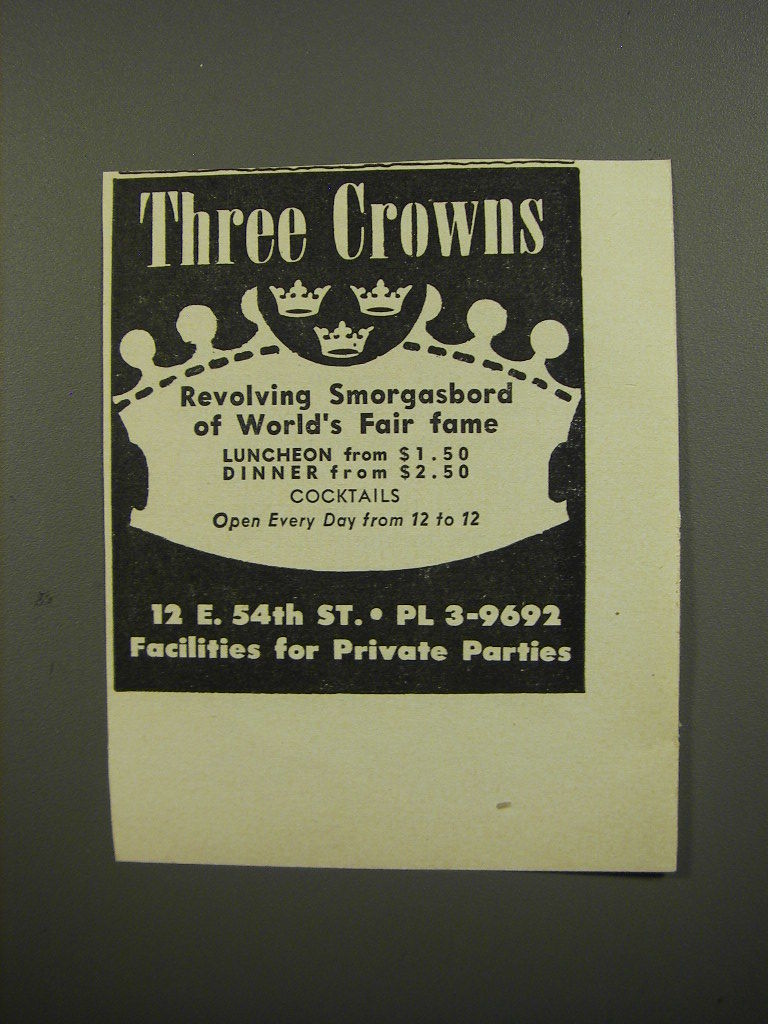 Three Crowns
Revolving Smorgasbord
of World's Fair fame
LUNCHEON from $1.50
DINNER from $2.50
COCKTAILS
Open Every Day from 12 to 12
12 E. 54th ST. • PL 3-9692
Facilities for Private Parties